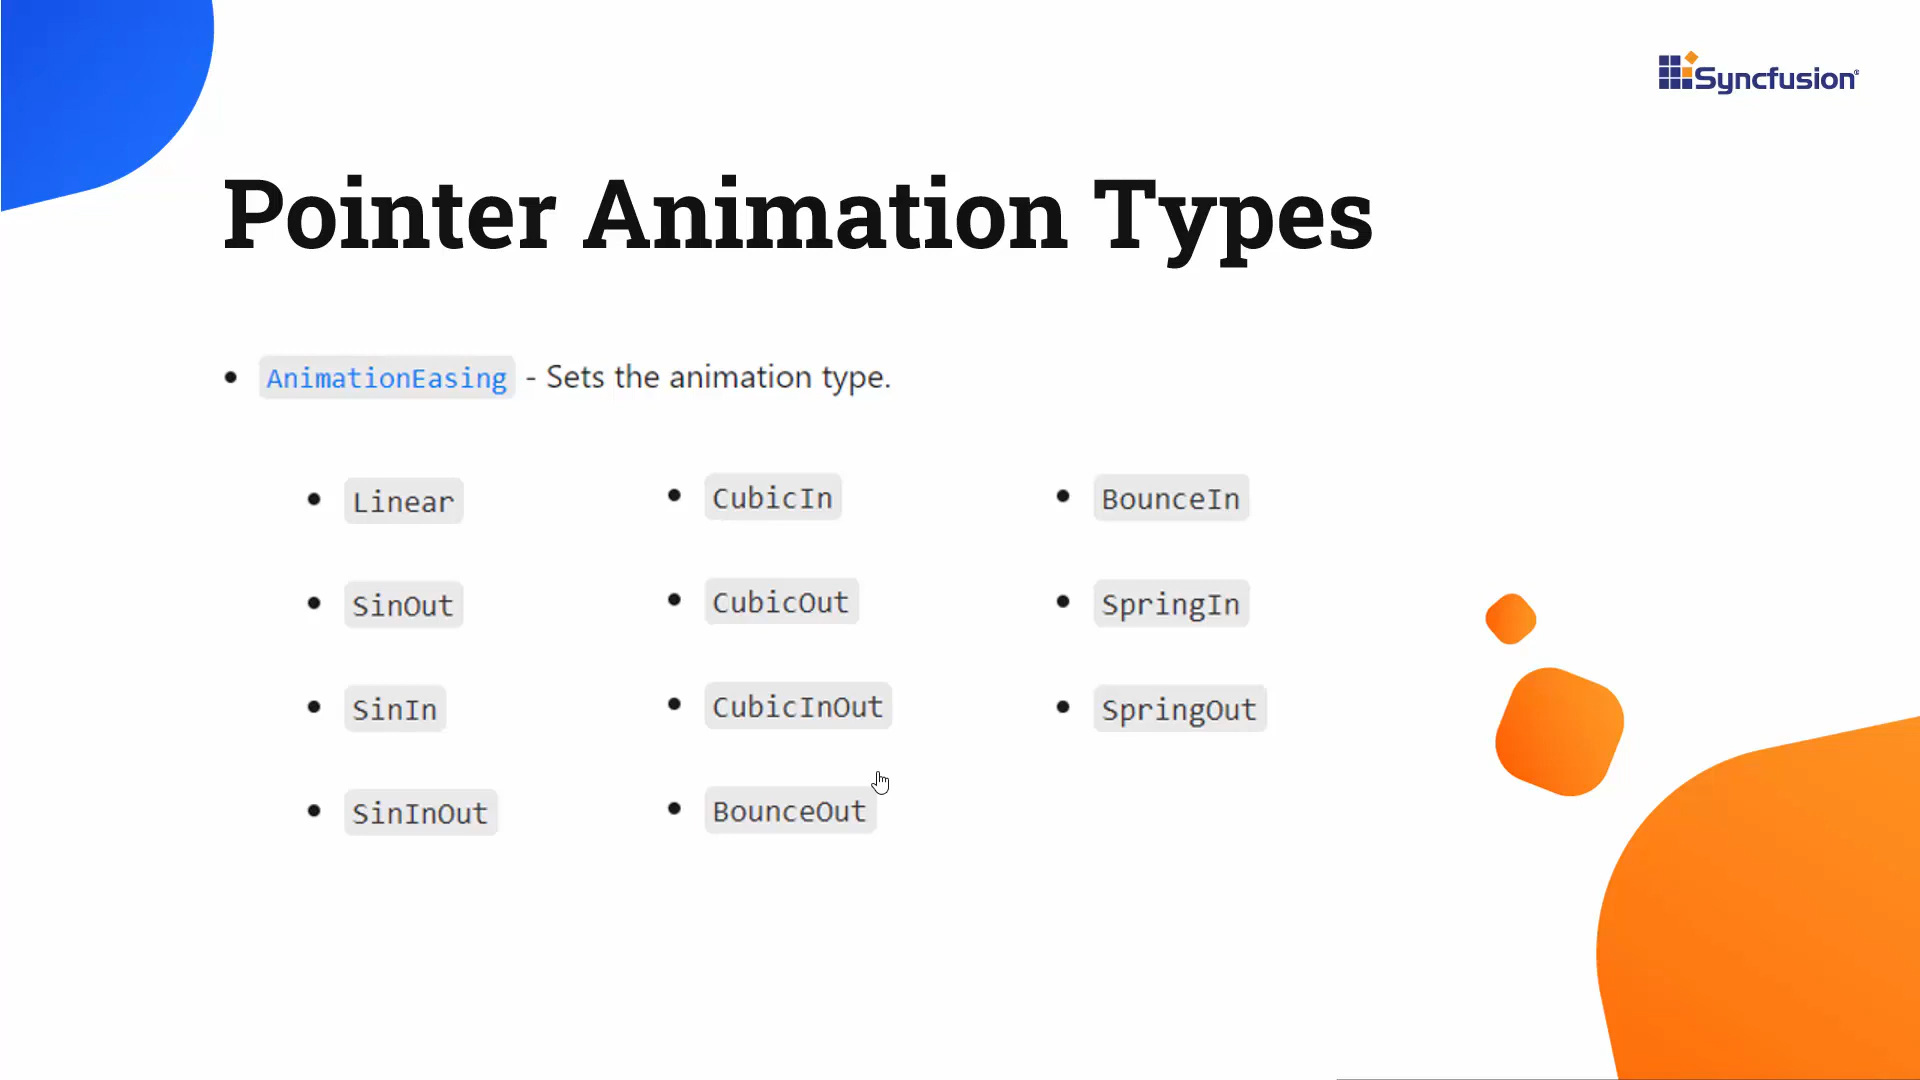 Syncfusion
Pointer Animation Types
• AnimationEasing - Sets the animation type.
• Linear
• SinOut
• SinIn
• SinInOut
• CubicIn
• CubicOut
• CubicInOut
• BounceOut
• BounceIn
• SpringIn
• SpringOut